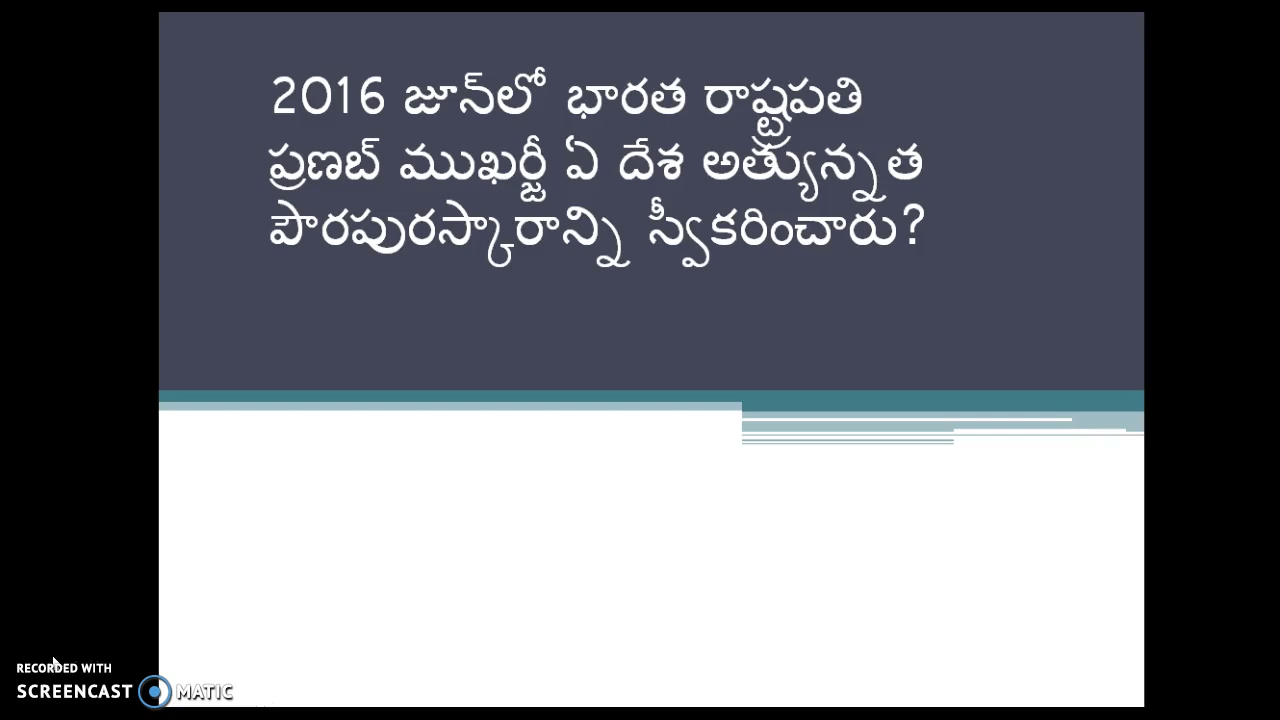 2016 జూన్‌లో భారత రాష్ట్రపతి
ప్రణబ్ ముఖర్జీ ఏ దేశ అత్యున్నత
పౌరపురస్కారాన్ని స్వీకరించారు?
RECORDED WITH
SCREENCAST MATIC